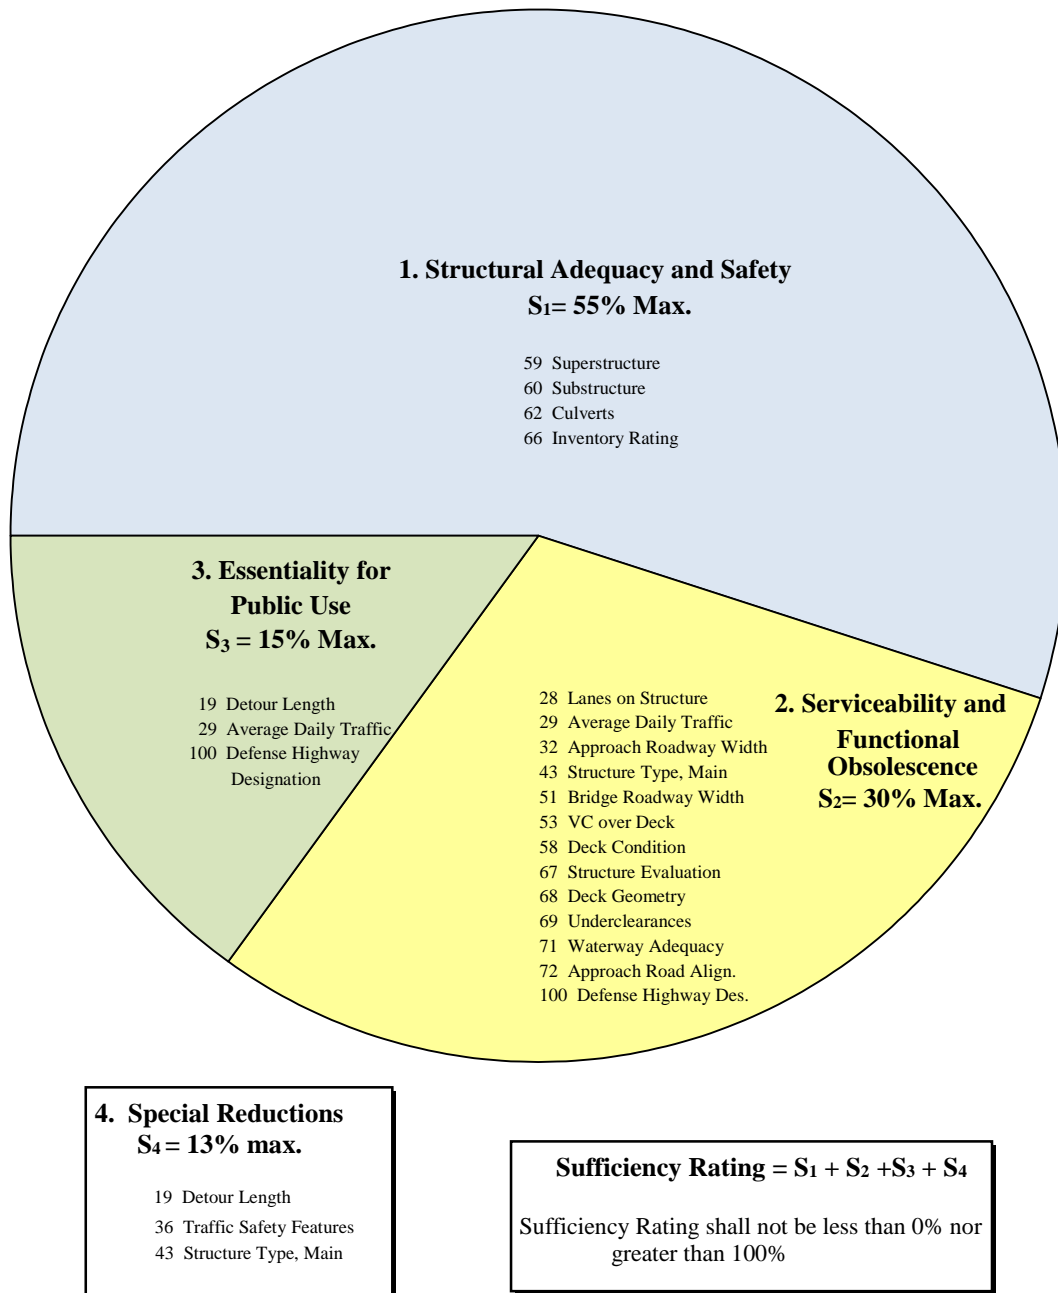 1. Structural Adequacy and Safety
S1= 55% Max.
59 Superstructure
60 Substructure
62 Culverts
66 Inventory Rating
3. Essentiality for
Public Use
S3 = 15% Max.
19 Detour Length
29 Average Daily Traffic
100 Defense Highway
Designation
28 Lanes on Structure
29 Average Daily Traffic
32 Approach Roadway Width
43 Structure Type, Main
51 Bridge Roadway Width
53 VC over Deck
58 Deck Condition
67 Structure Evaluation
68 Deck Geometry
69 Underclearances
71 Waterway Adequacy
72 Approach Road Align.
100 Defense Highway Des.
2. Serviceability and
Functional
Obsolescence
S2= 30% Max.
4. Special Reductions
S4 = 13% max.
19 Detour Length
36 Traffic Safety Features
43 Structure Type, Main
Sufficiency Rating = S1 + S2 +S3 + S4
Sufficiency Rating shall not be less than 0% nor
greater than 100%